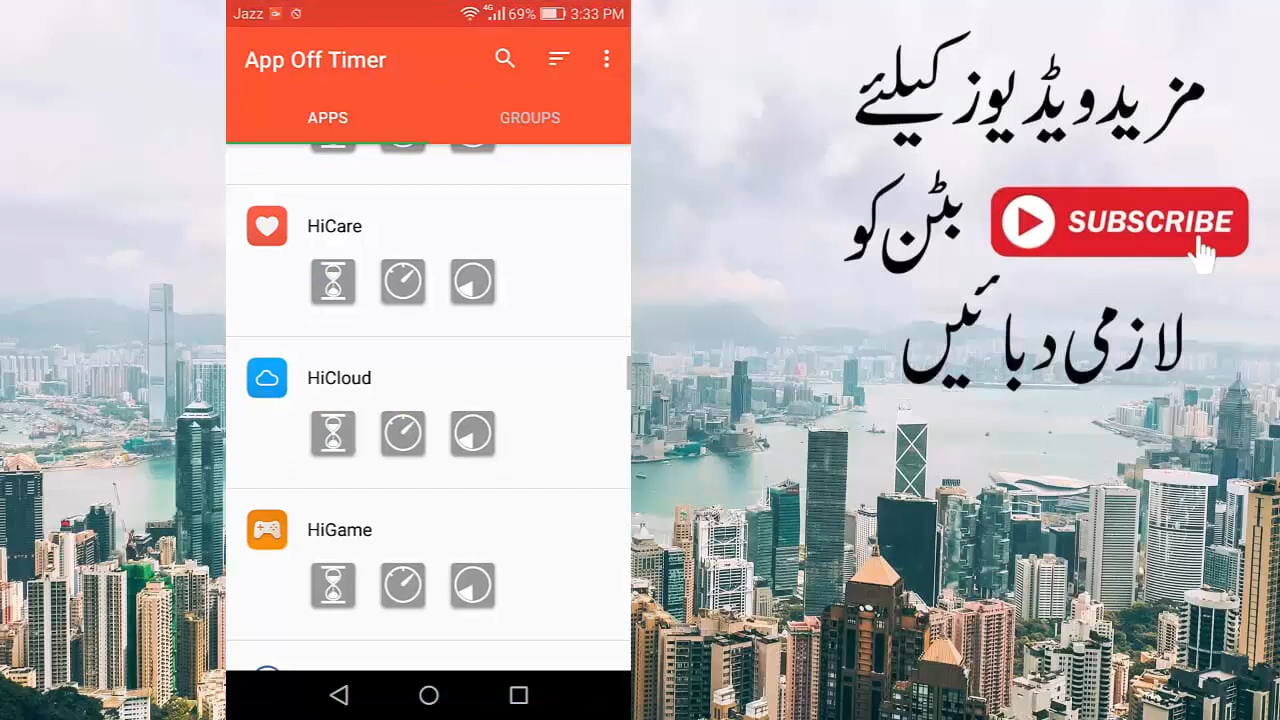 Jazz 4G 69% 3:33 PM
App Off Timer
APPS GROUPS
HiCare
HiCloud
HiGame
مزید ویڈیوز کیلئے
بٹن کو SUBSCRIBE
لازمی دبائیں